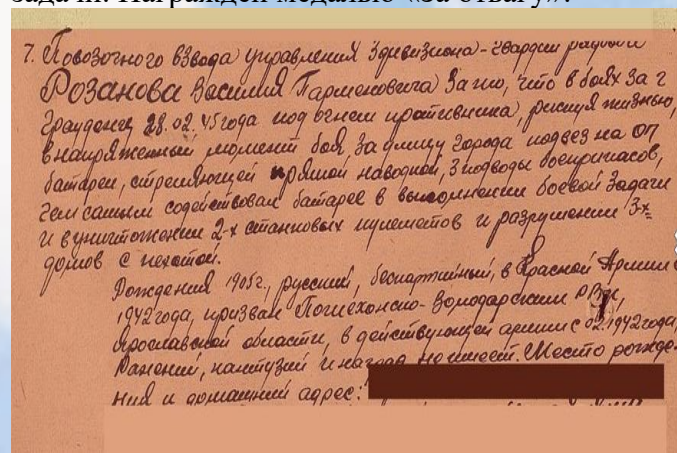 задачи. Награжден медалью «За отвагу».
7. Повозочного взвода управления 3 дивизиона - гвардии рядового
РОЗАНОВА Василия Парменовича За то, что в боях за г
Грауденц 28.02.45 года под огнем противника, рискуя жизнью,
в напряженный момент боя, за улицу города подвез на ОП
батареи, стреляющей прямой наводкой, 3 подводы боеприпасов,
чем самым содействовал батарее в выполнении боевой задачи
и в уничтожении 2-х станковых пулеметов и разрушении 3-х
домов с пехотой.
Рождения 1905г., русский, беспартийный, в Красной Армии с
1942 года, призван Пошехоно-Володарским РВК,
Ярославской области, в действующей армии с 02.1942 года,
Ранений, контузий и наград не имеет. Место рожде-
ния и домашний адрес: